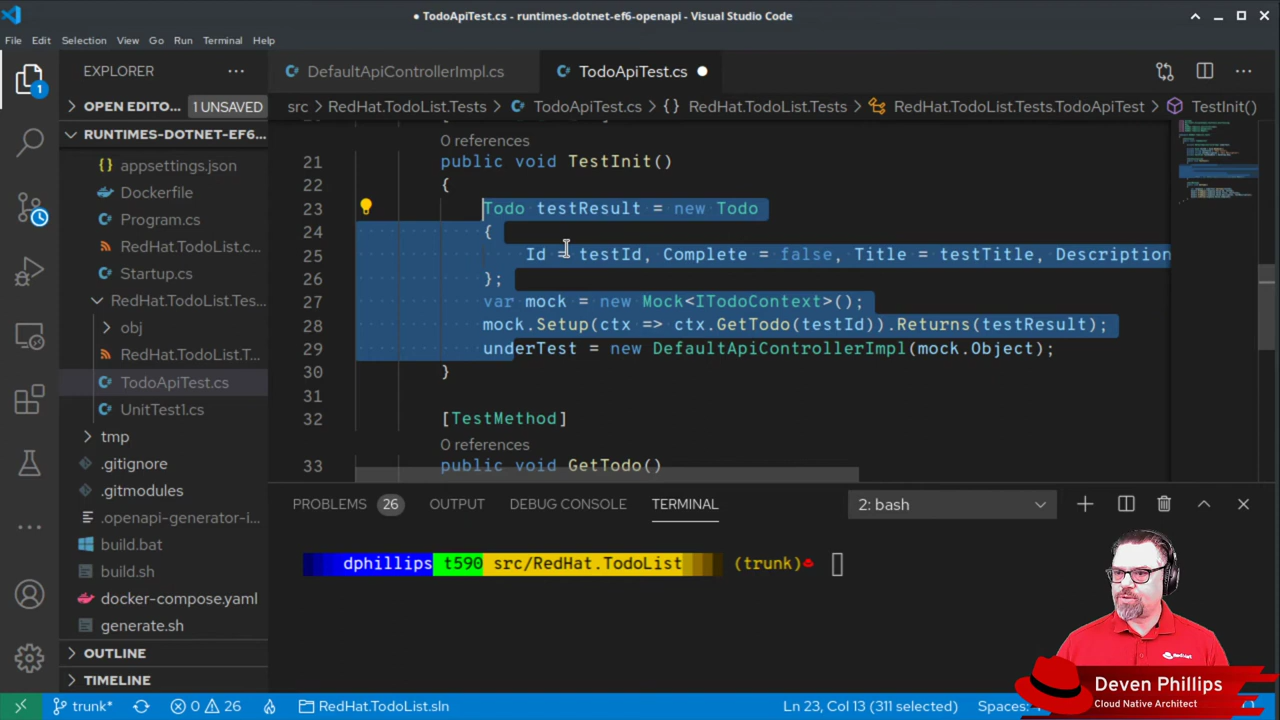 ● TodoApiTest.cs - runtimes-dotnet-ef6-openapi - Visual Studio Code
File Edit Selection View Go Run Terminal Help
EXPLORER
DefaultApiControllerImpl.cs
TodoApiTest.cs ●
OPEN EDITO... 1 UNSAVED
src > RedHat.TodoList.Tests > TodoApiTest.cs > {} RedHat.TodoList.Tests > RedHat.TodoList.Tests.TodoApiTest > TestInit()
RUNTIMES-DOTNET-EF6...
appsettings.json
Dockerfile
Program.cs
RedHat.TodoList.c...
Startup.cs
RedHat.TodoList.Tes...
obj
RedHat.TodoList.T...
TodoApiTest.cs
UnitTest1.cs
tmp
.gitignore
.gitmodules
.openapi-generator-i...
build.bat
build.sh
docker-compose.yaml
generate.sh
OUTLINE
TIMELINE
0 references
21 public void TestInit()
22 {
23 Todo testResult = new Todo
24 {
25 Id = testId, Complete = false, Title = testTitle, Description
26 };
27 var mock = new Mock<ITodoContext>();
28 mock.Setup(ctx => ctx.GetTodo(testId)).Returns(testResult);
29 underTest = new DefaultApiControllerImpl(mock.Object);
30 }
31
32 [TestMethod]
0 references
33 public void GetTodo()
PROBLEMS 26 OUTPUT DEBUG CONSOLE TERMINAL 2: bash
dphillips t590 src/RedHat.TodoList (trunk)
RedHat
Deven Phillips
Cloud Native Architect
trunk* 0 26 RedHat.TodoList.sln Ln 23, Col 13 (311 selected) Spaces:
1